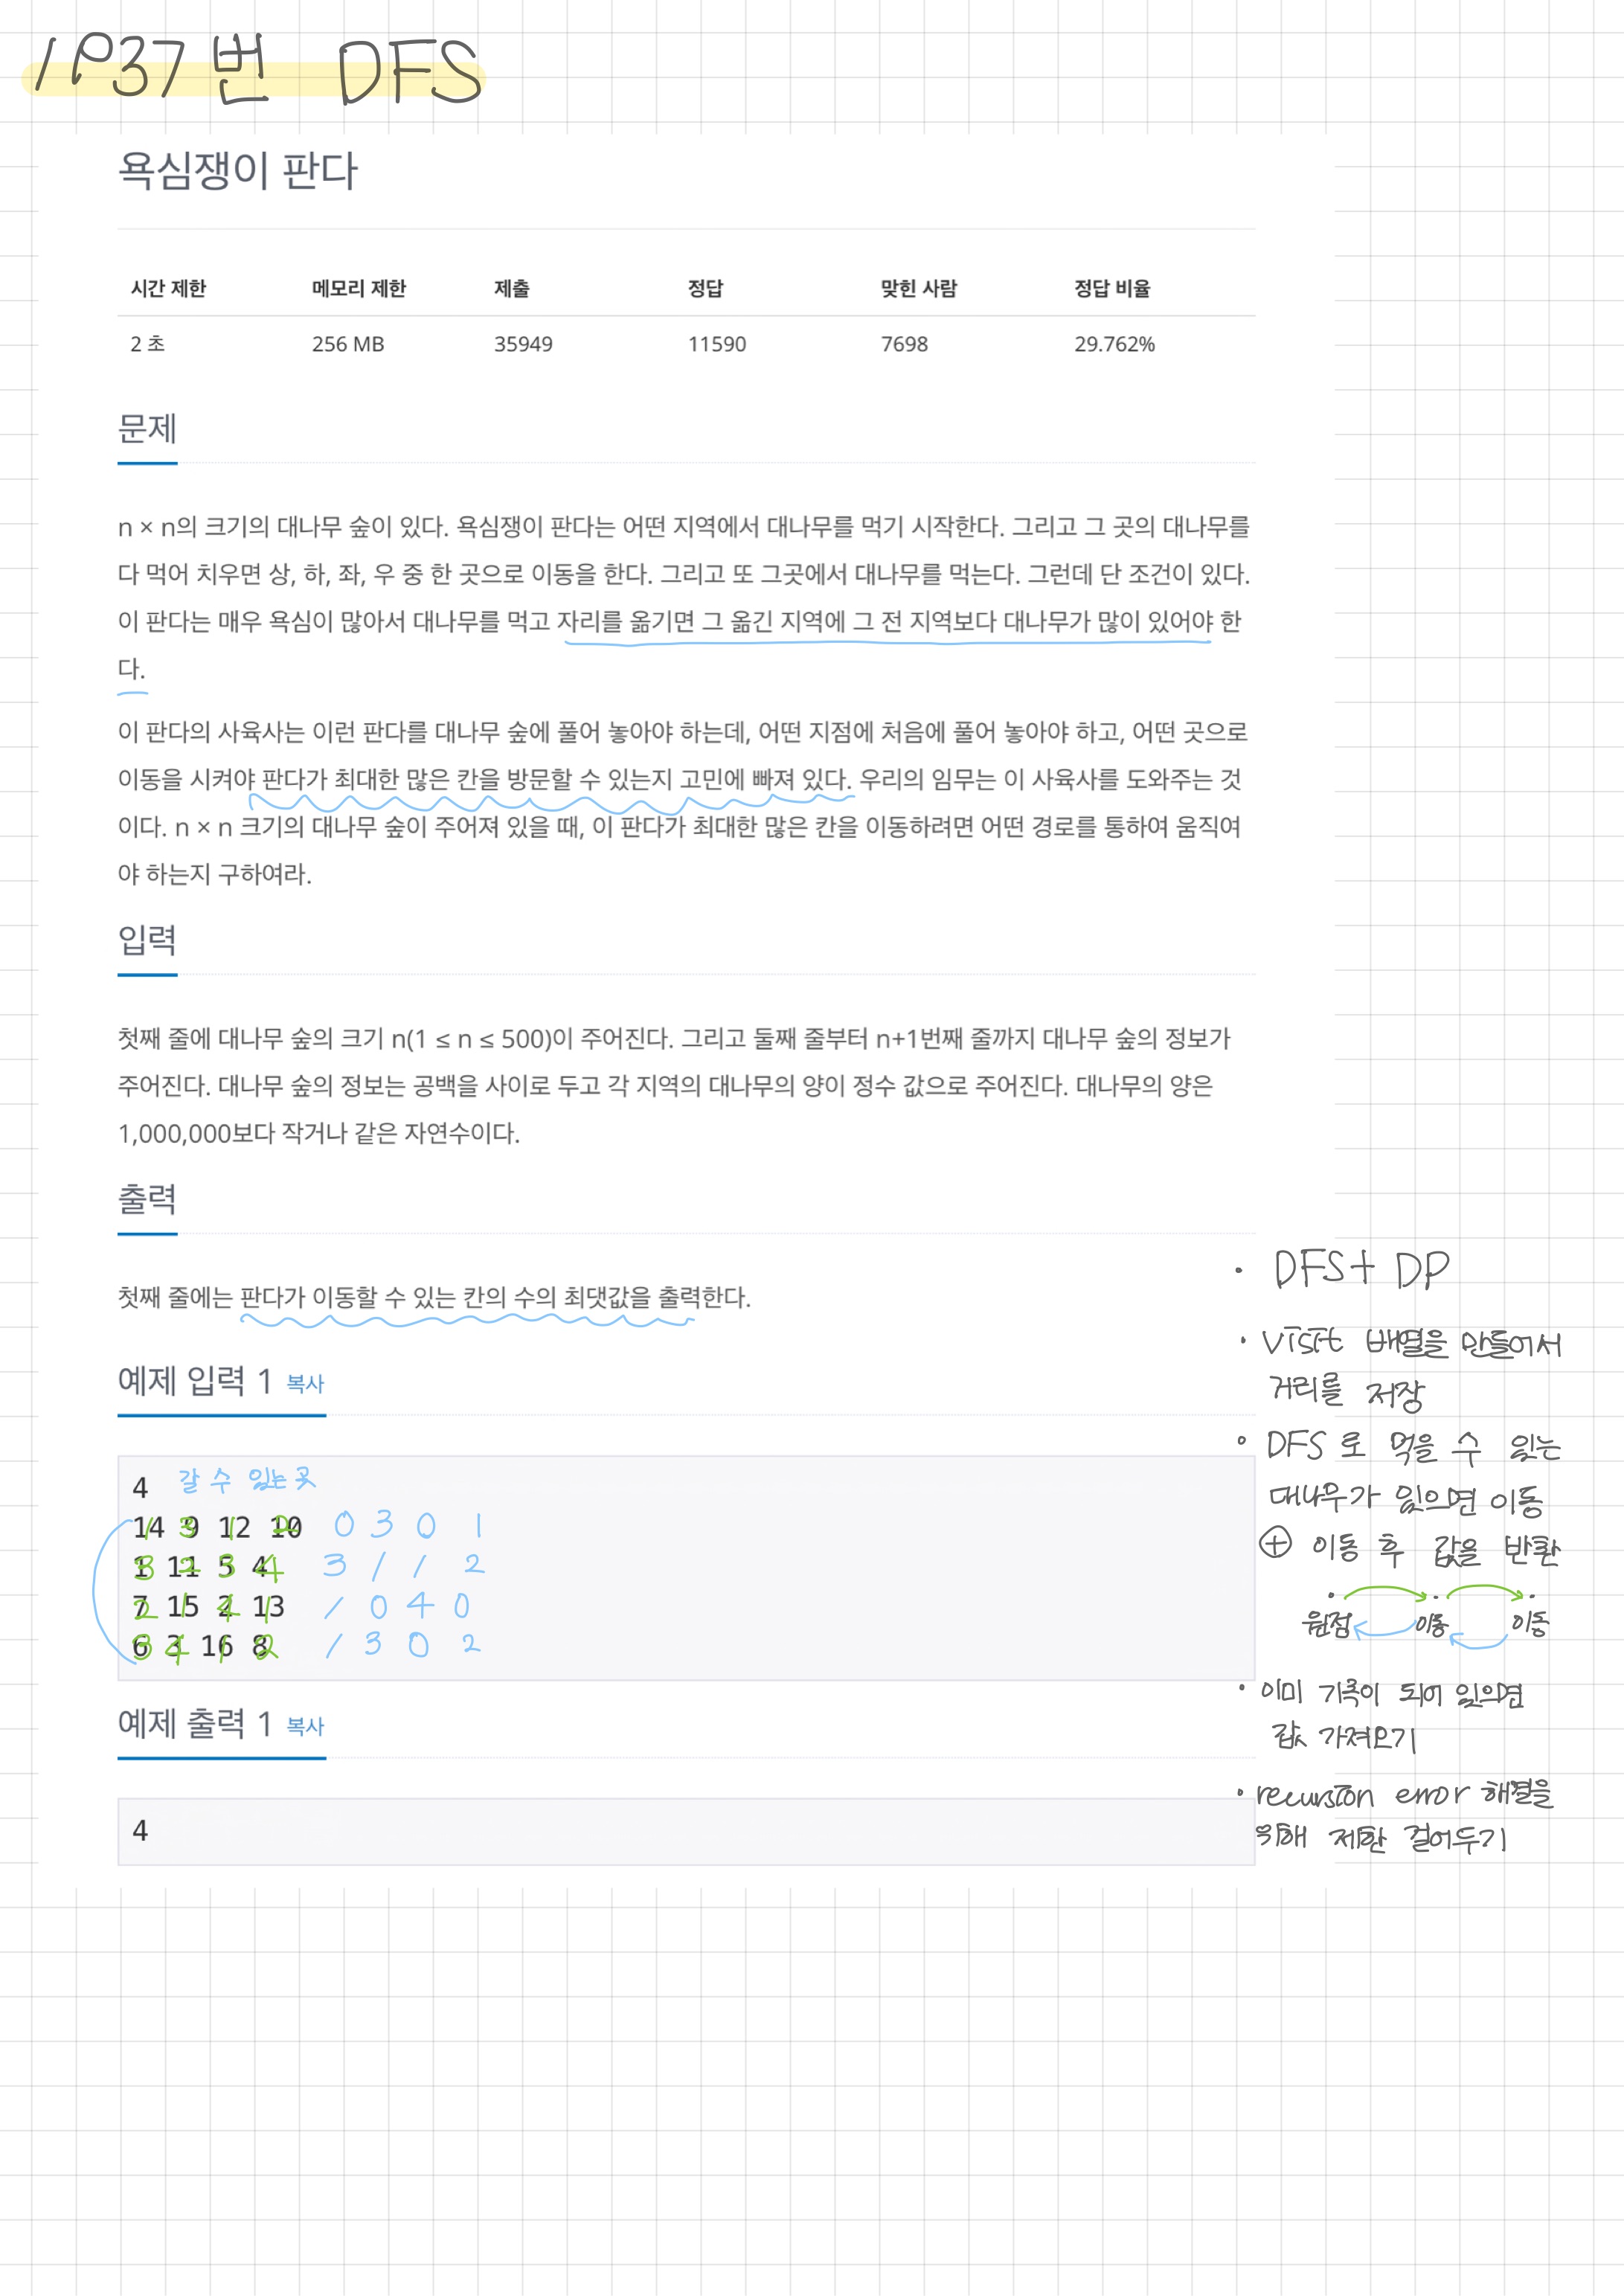 1937번 DFS
욕심쟁이 판다
시간 제한 메모리 제한 제출 정답 맞힌 사람 정답 비율
2 초 256 MB 35949 11590 7698 29.762%
문제
n × n의 크기의 대나무 숲이 있다. 욕심쟁이 판다는 어떤 지역에서 대나무를 먹기 시작한다. 그리고 그 곳의 대나무를
다 먹어 치우면 상, 하, 좌, 우 중 한 곳으로 이동을 한다. 그리고 또 그곳에서 대나무를 먹는다. 그런데 단 조건이 있다.
이 판다는 매우 욕심이 많아서 대나무를 먹고 자리를 옮기면 그 옮긴 지역에 그 전 지역보다 대나무가 많이 있어야 한
다.
이 판다의 사육사는 이런 판다를 대나무 숲에 풀어 놓아야 하는데, 어떤 지점에 처음에 풀어 놓아야 하고, 어떤 곳으로
이동을 시켜야 판다가 최대한 많은 칸을 방문할 수 있는지 고민에 빠져 있다. 우리의 임무는 이 사육사를 도와주는 것
이다. n × n 크기의 대나무 숲이 주어져 있을 때, 이 판다가 최대한 많은 칸을 이동하려면 어떤 경로를 통하여 움직여
야 하는지 구하여라.
입력
첫째 줄에 대나무 숲의 크기 n(1 ≤ n ≤ 500)이 주어진다. 그리고 둘째 줄부터 n+1번째 줄까지 대나무 숲의 정보가
주어진다. 대나무 숲의 정보는 공백을 사이로 두고 각 지역의 대나무의 양이 정수 값으로 주어진다. 대나무의 양은
1,000,000보다 작거나 같은 자연수이다.
출력
첫째 줄에는 판다가 이동할 수 있는 칸의 수의 최댓값을 출력한다.
예제 입력 1 복사
4 갈 수 있는 곳
14 9 12 10 0 3 0 1
1 11 5 4 3 1 1 2
7 15 2 13 1 0 4 0
6 3 16 8 1 3 0 2
1 3 1 2
3 2 3 4
2 1 4 1
3 4 1 2
예제 출력 1 복사
4
· DFS + DP
· visit 배열을 만들어서
거리를 저장
· DFS로 먹을 수 있는
대나무가 있으면 이동
⊕ 이동 후 값을 반환
원점 이동 이동
· 이미 기록이 되어 있으면
값 가져오기
· recursion error 해결을
위해 제한 걸어두기